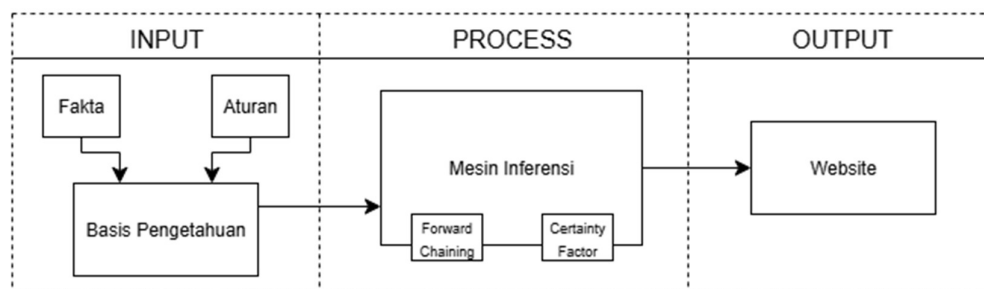 INPUT
PROCESS
OUTPUT
Fakta
Aturan
Basis Pengetahuan
Mesin Inferensi
Forward
Chaining
Certainty
Factor
Website